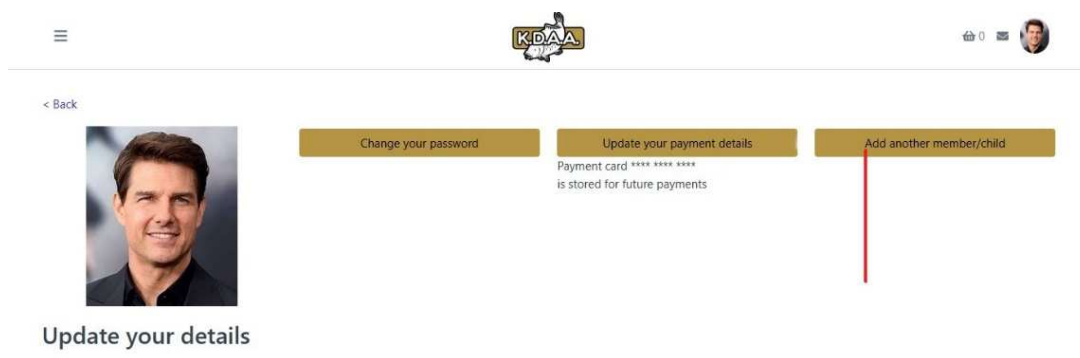 K.D.A.A.
0
< Back
Change your password
Update your payment details
Add another member/child
Payment card **** **** ****
is stored for future payments
Update your details